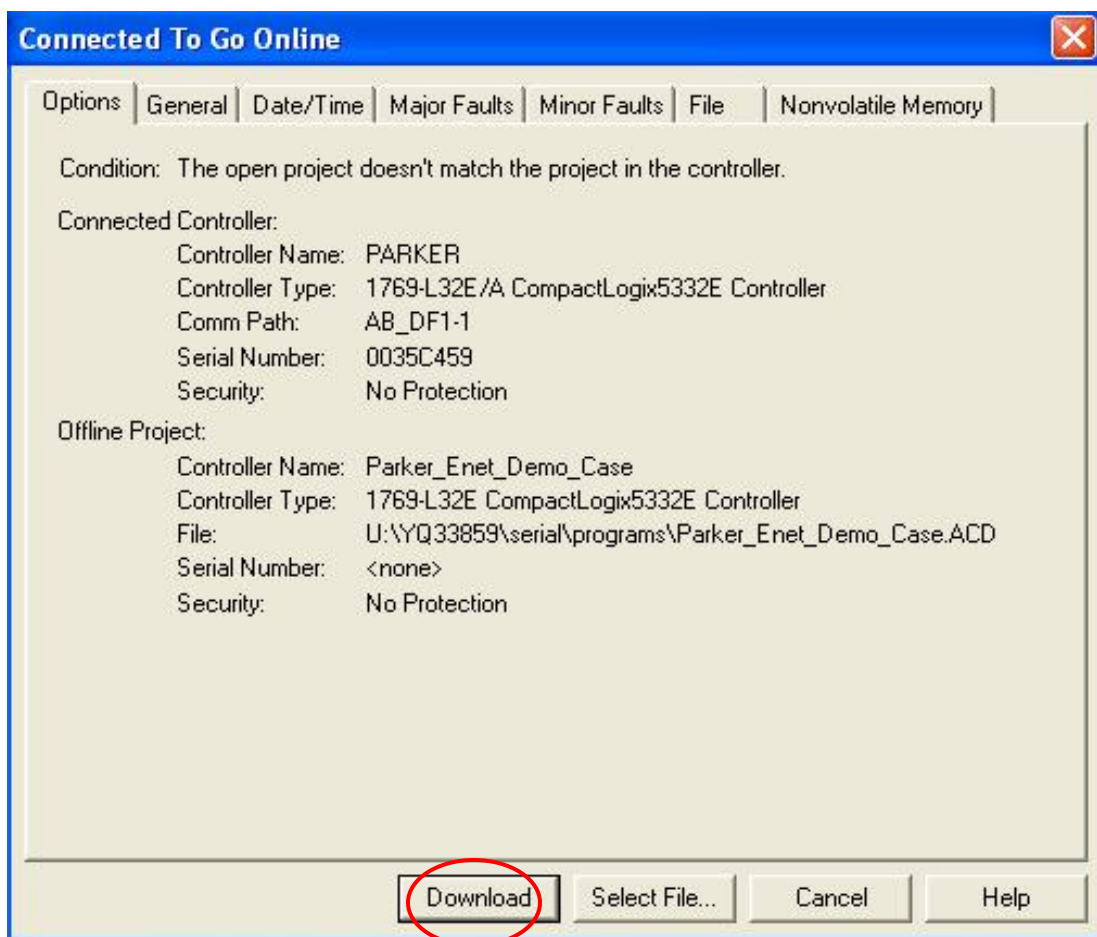 Connected To Go Online
Options General Date/Time Major Faults Minor Faults File Nonvolatile Memory
Condition: The open project doesn't match the project in the controller.
Connected Controller:
Controller Name: PARKER
Controller Type: 1769-L32E/A CompactLogix5332E Controller
Comm Path: AB_DF1-1
Serial Number: 0035C459
Security: No Protection
Offline Project:
Controller Name: Parker_Enet_Demo_Case
Controller Type: 1769-L32E CompactLogix5332E Controller
File: U:\YQ33859\serial\programs\Parker_Enet_Demo_Case.ACD
Serial Number: <none>
Security: No Protection
Download Select File... Cancel Help